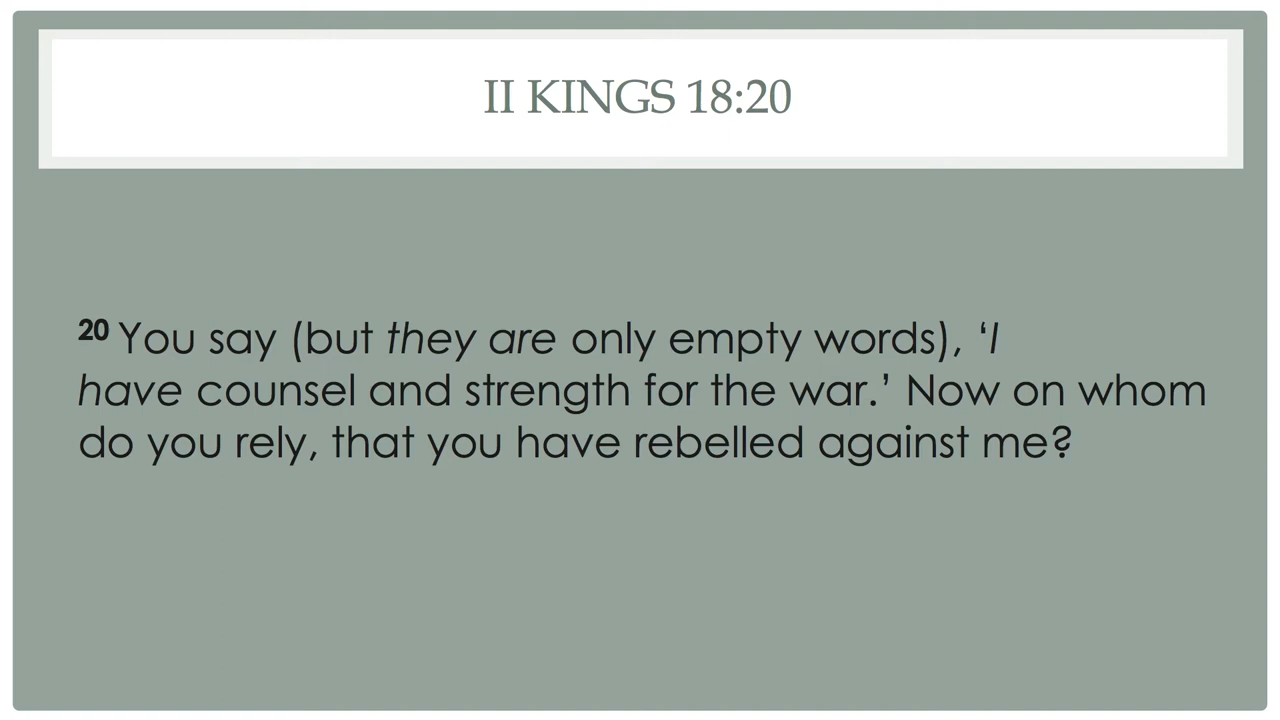 II KINGS 18:20
20 You say (but they are only empty words), ‘I
have counsel and strength for the war.’ Now on whom
do you rely, that you have rebelled against me?